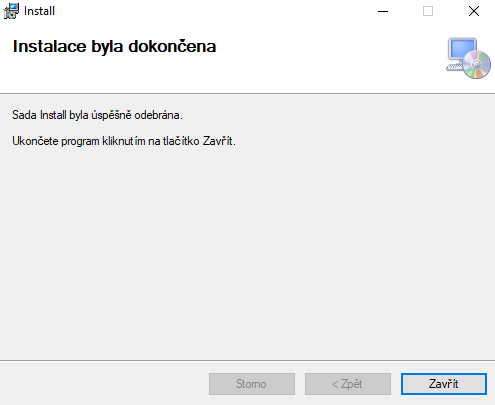 Install
Instalace byla dokončena
Sada Install byla úspěšně odebrána.
Ukončete program kliknutím na tlačítko Zavřít.
Storno
< Zpět
Zavřít